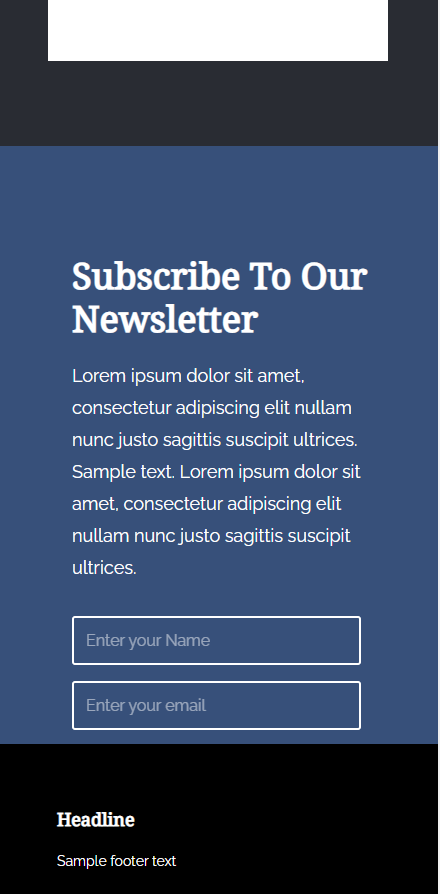 Subscribe To Our
Newsletter
Lorem ipsum dolor sit amet,
consectetur adipiscing elit nullam
nunc justo sagittis suscipit ultrices.
Sample text. Lorem ipsum dolor sit
amet, consectetur adipiscing elit
nullam nunc justo sagittis suscipit
ultrices.
Enter your Name
Enter your email
Headline
Sample footer text